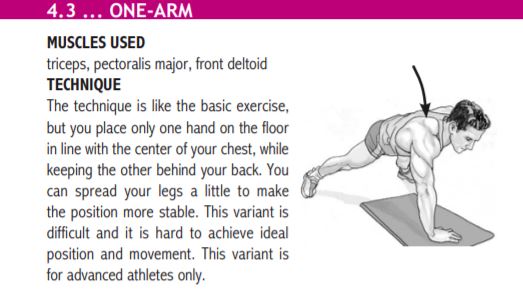 4.3 ... ONE-ARM
MUSCLES USED
triceps, pectoralis major, front deltoid
TECHNIQUE
The technique is like the basic exercise,
but you place only one hand on the floor
in line with the center of your chest, while
keeping the other behind your back. You
can spread your legs a little to make
the position more stable. This variant is
difficult and it is hard to achieve ideal
position and movement. This variant is
for advanced athletes only.